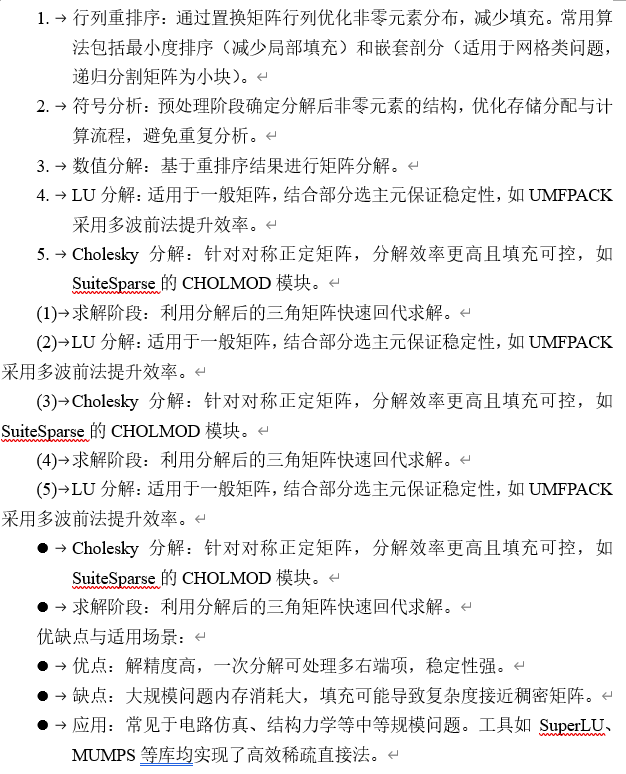 1. → 行列重排序：通过置换矩阵行列优化非零元素分布，减少填充。常用算
法包括最小度排序（减少局部填充）和嵌套剖分（适用于网格类问题，
递归分割矩阵为小块）。↵
2. → 符号分析：预处理阶段确定分解后非零元素的结构，优化存储分配与计
算流程，避免重复分析。↵
3. → 数值分解：基于重排序结果进行矩阵分解。↵
4. → LU 分解：适用于一般矩阵，结合部分选主元保证稳定性，如 UMFPACK
采用多波前法提升效率。↵
5. → Cholesky 分解：针对对称正定矩阵，分解效率更高且填充可控，如
SuiteSparse 的 CHOLMOD 模块。↵
(1)→求解阶段：利用分解后的三角矩阵快速回代求解。↵
(2)→LU 分解：适用于一般矩阵，结合部分选主元保证稳定性，如 UMFPACK
采用多波前法提升效率。↵
(3)→Cholesky 分解：针对对称正定矩阵，分解效率更高且填充可控，如
SuiteSparse 的 CHOLMOD 模块。↵
(4)→求解阶段：利用分解后的三角矩阵快速回代求解。↵
(5)→LU 分解：适用于一般矩阵，结合部分选主元保证稳定性，如 UMFPACK
采用多波前法提升效率。↵
● → Cholesky 分解：针对对称正定矩阵，分解效率更高且填充可控，如
SuiteSparse 的 CHOLMOD 模块。↵
● → 求解阶段：利用分解后的三角矩阵快速回代求解。↵
优缺点与适用场景：↵
● → 优点：解精度高，一次分解可处理多右端项，稳定性强。↵
● → 缺点：大规模问题内存消耗大，填充可能导致复杂度接近稠密矩阵。↵
● → 应用：常见于电路仿真、结构力学等中等规模问题。工具如 SuperLU、
MUMPS 等库均实现了高效稀疏直接法。↵